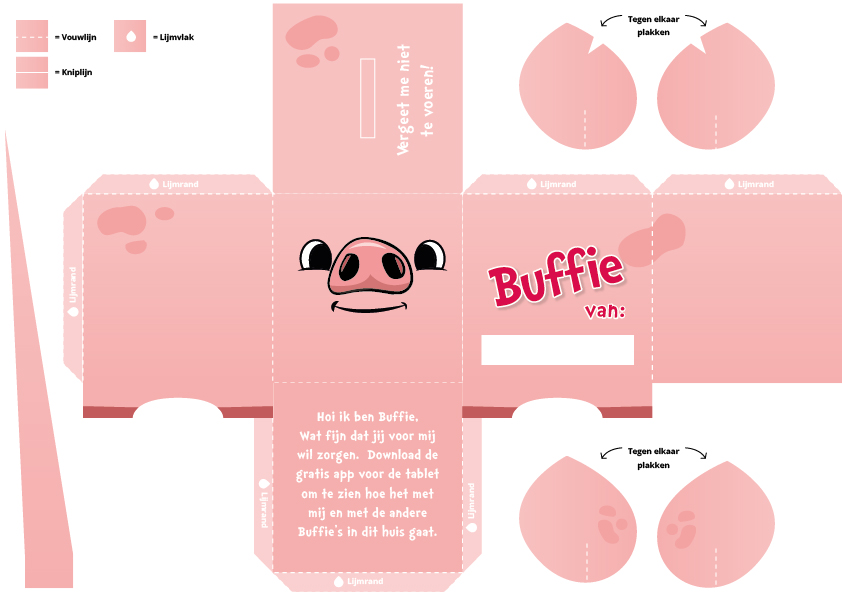 = Vouwlijn
= Lijmvlak
= Kniplijn
Vergeet me niet
te voeren!
Tegen elkaar
plakken
Lijmrand
Lijmrand
Lijmrand
Lijmrand
Buffie
van:
Hoi ik ben Buffie.
Wat fijn dat jij voor mij
wil zorgen. Download de
gratis app voor de tablet
om te zien hoe het met
mij en met de andere
Buffie's in dit huis gaat.
Lijmrand
Lijmrand
Lijmrand
Tegen elkaar
plakken